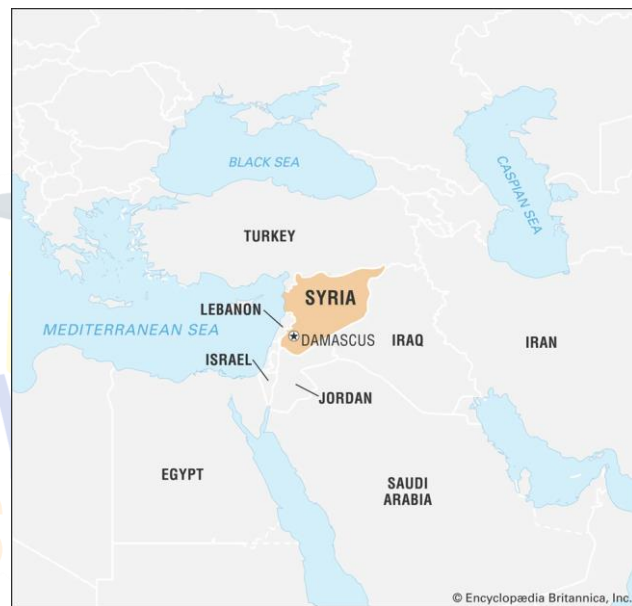 BLACK SEA
CASPIAN SEA
TURKEY
SYRIA
LEBANON
MEDITERRANEAN SEA
DAMASCUS
IRAQ
IRAN
ISRAEL
JORDAN
EGYPT
SAUDI
ARABIA
© Encyclopædia Britannica, Inc.